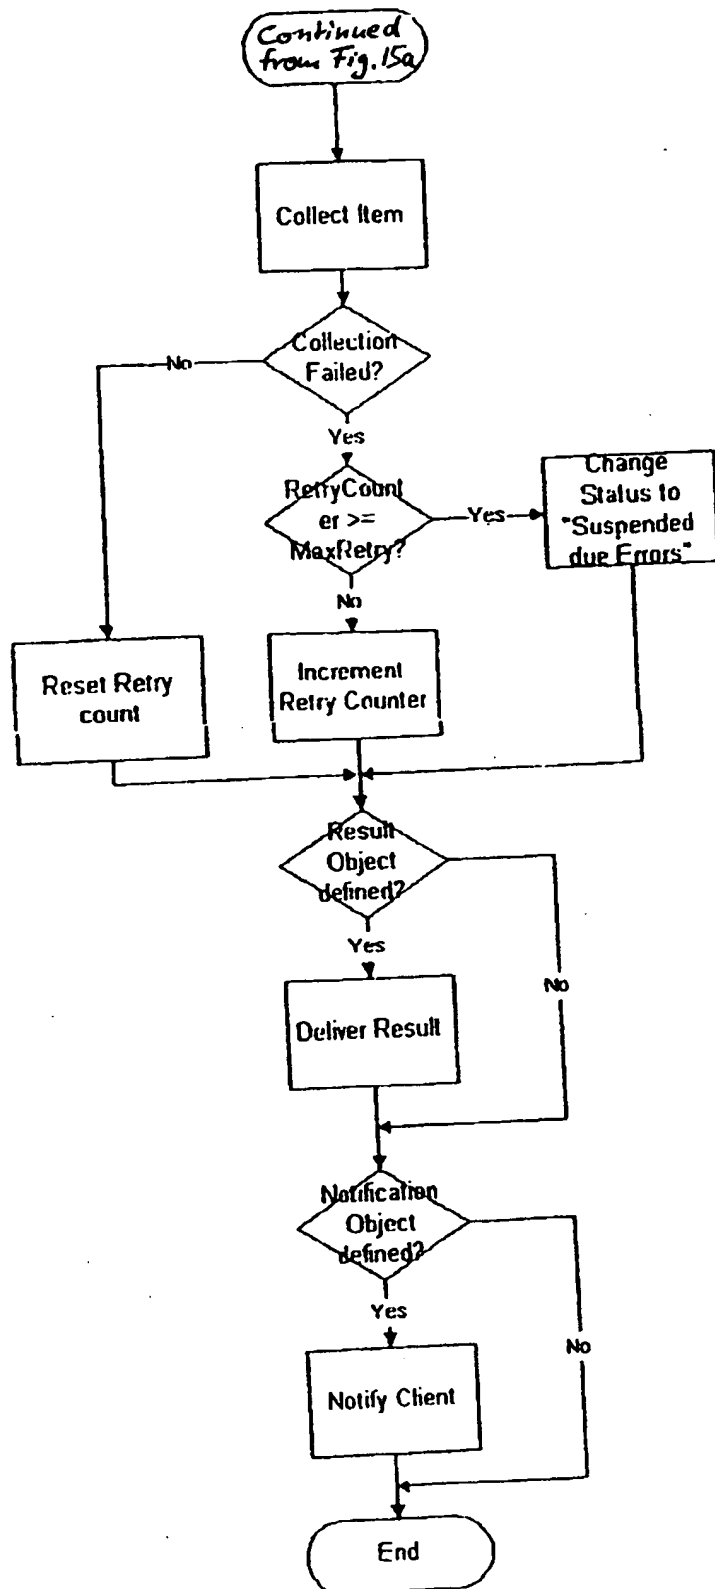 Continued
from Fig. 15a
Collect Item
Collection
Failed?
No
Yes
RetryCount
er >=
MaxRetry?
Yes
Change
Status to
"Suspended
due Errors"
No
Reset Retry
count
Increment
Retry Counter
Result
Object
defined?
Yes
No
Deliver Result
Notification
Object
defined?
Yes
No
Notify Client
End